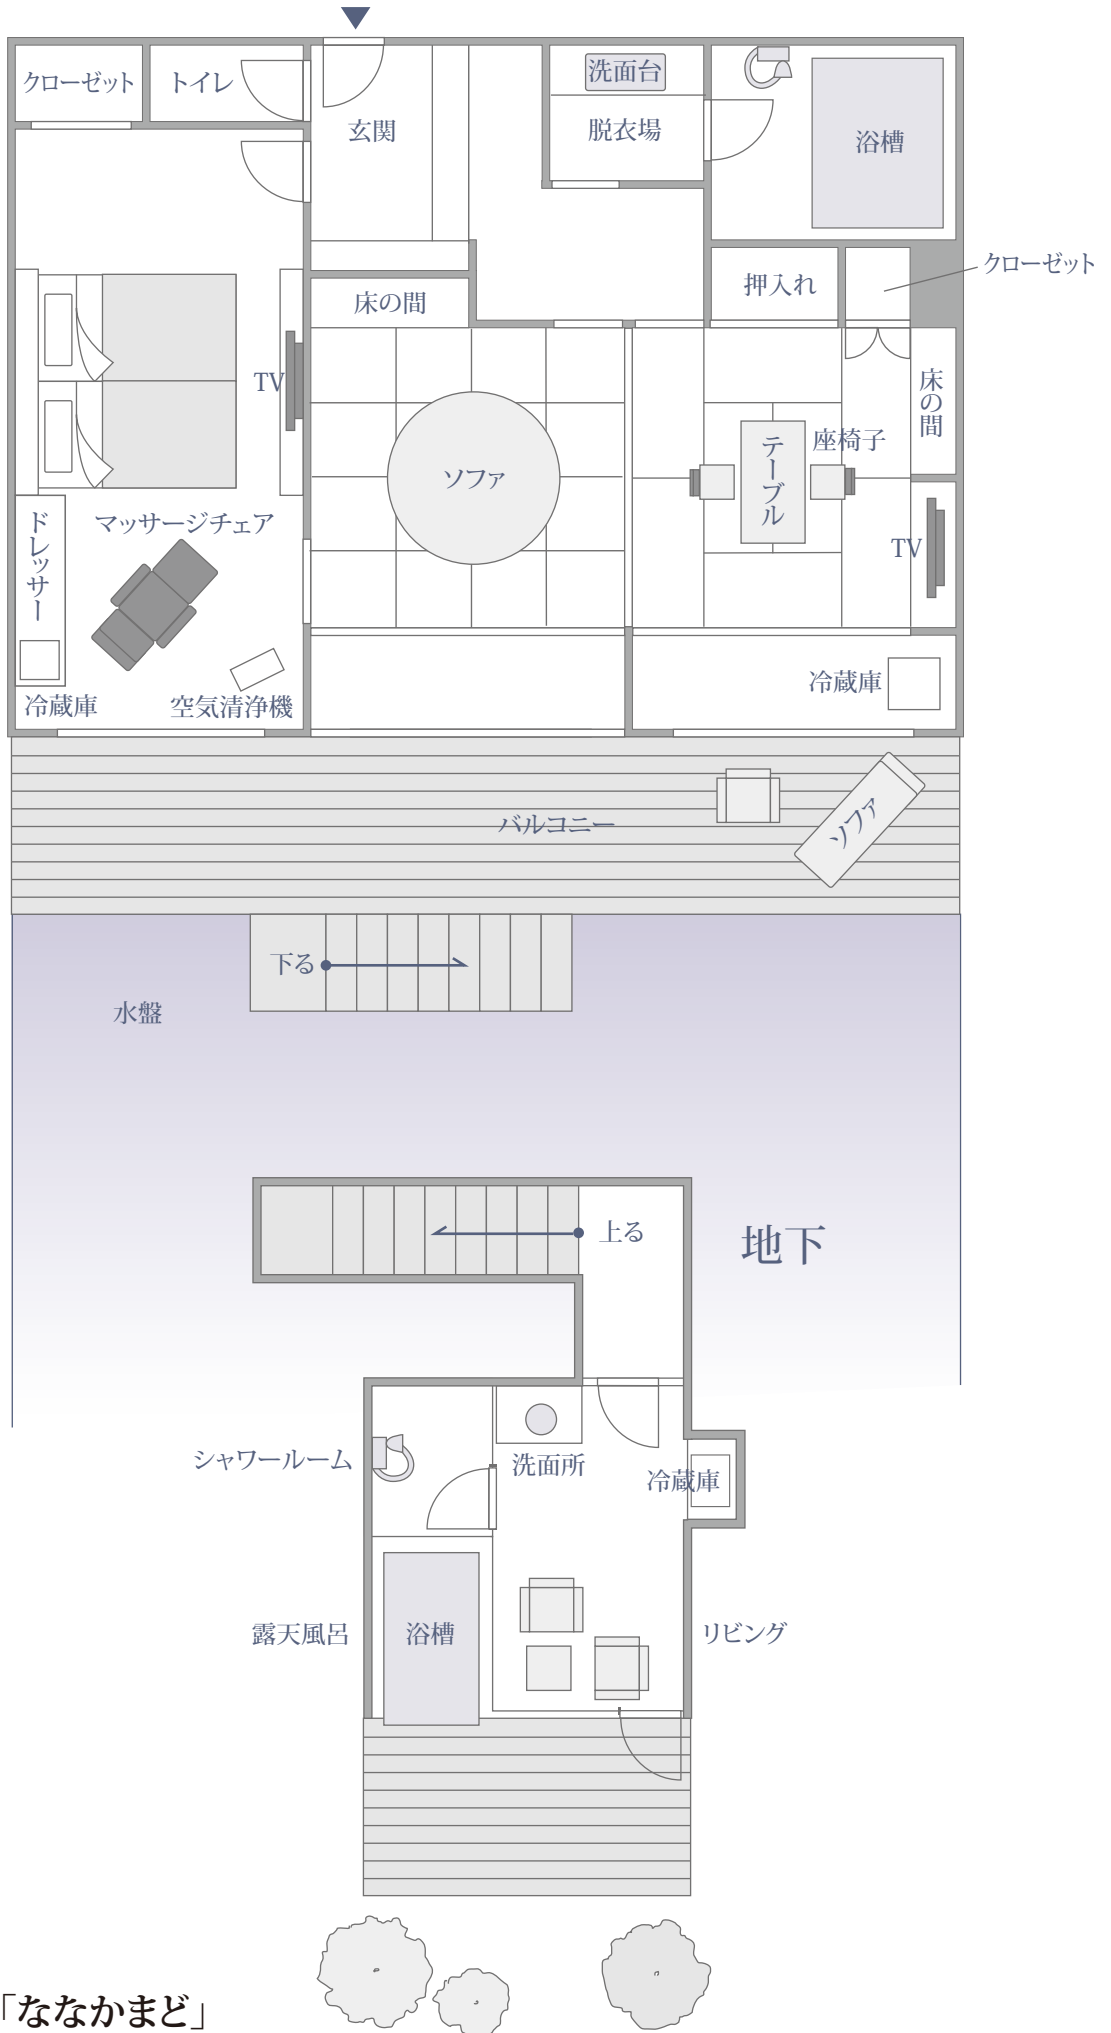 クローゼット
トイレ
玄関
洗面台
脱衣場
浴槽
クローゼット
押入れ
床の間
床の間
TV
ソファ
テーブル
座椅子
TV
ドレッサー
マッサージチェア
冷蔵庫
空気清浄機
冷蔵庫
バルコニー
ソファ
下る
水盤
上る
地下
シャワールーム
洗面所
冷蔵庫
露天風呂
浴槽
リビング
「ななかまど」